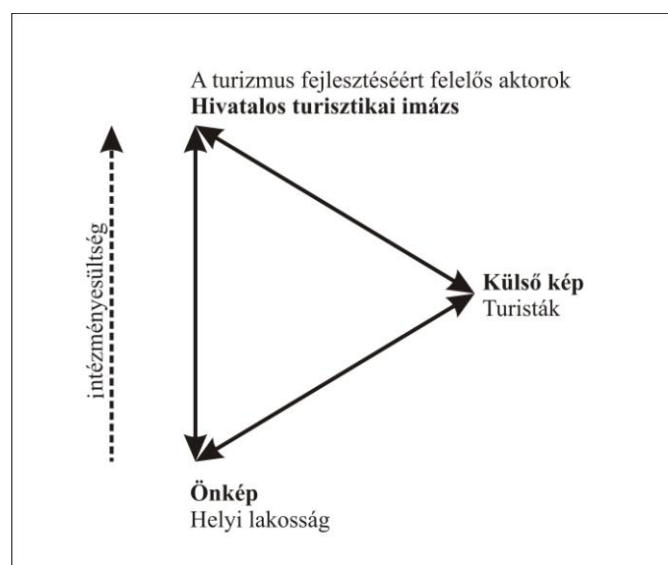 A turizmus fejlesztéséért felelős aktorok
Hivatalos turisztikai imázs
intézményesültség
Külső kép
Turisták
Önkép
Helyi lakosság